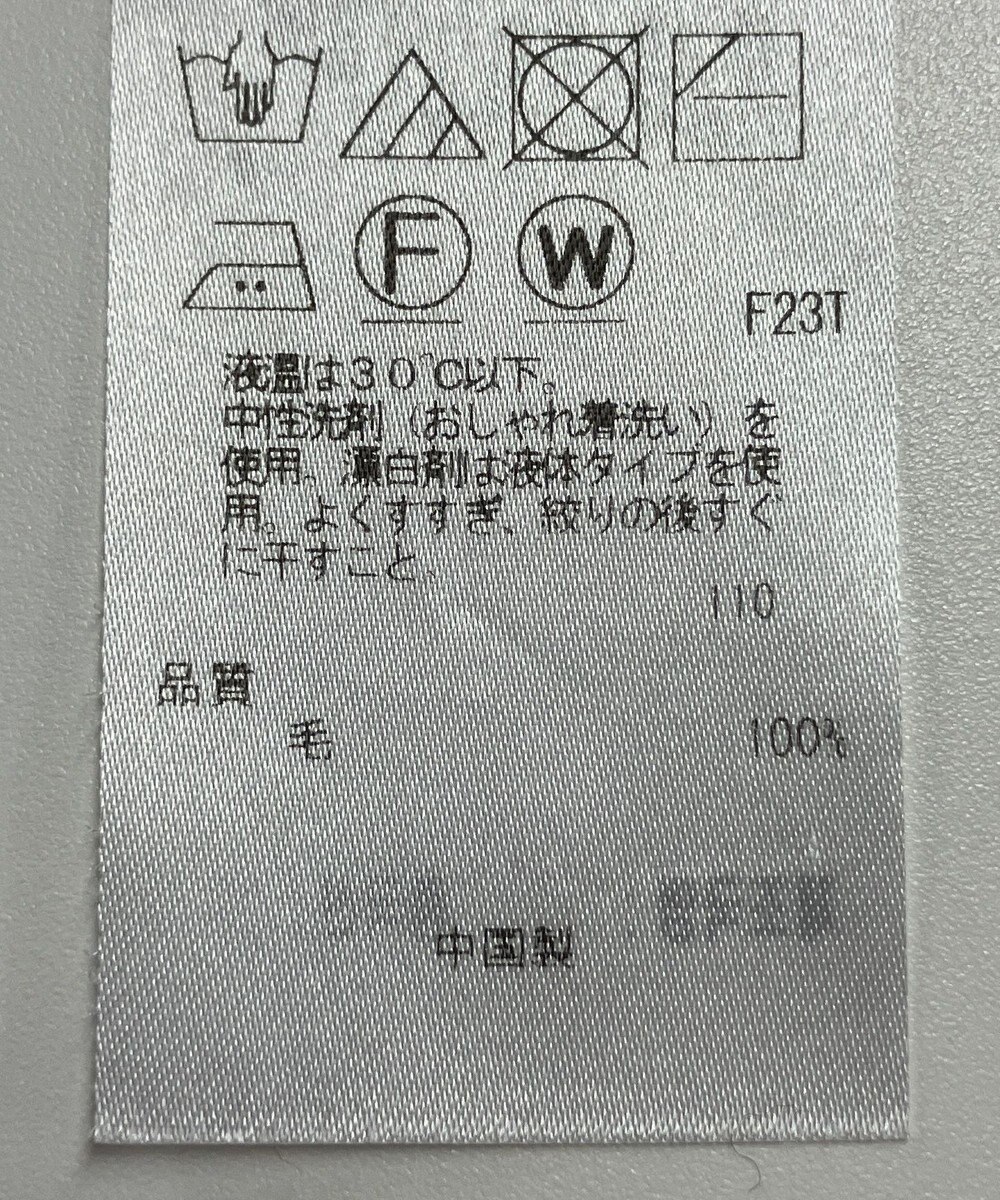 F
W
F23T
液温は30℃以下。
中性洗剤（おしゃれ着洗い）を
使用。漂白剤は液体タイプを使
用。よくすすぎ、絞りの後すぐ
に干すこと。
110
品質
毛 100%
中国製